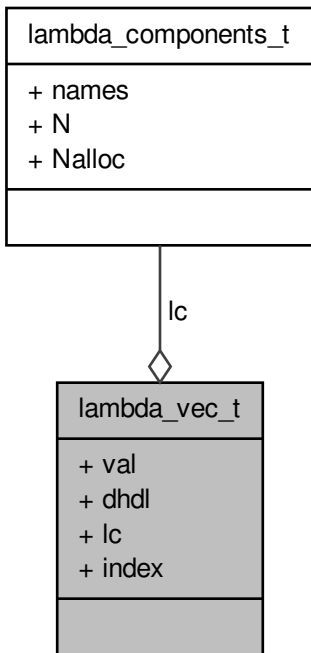 lambda_components_t
+ names
+ N
+ Nalloc
lc
lambda_vec_t
+ val
+ dhdl
+ lc
+ index